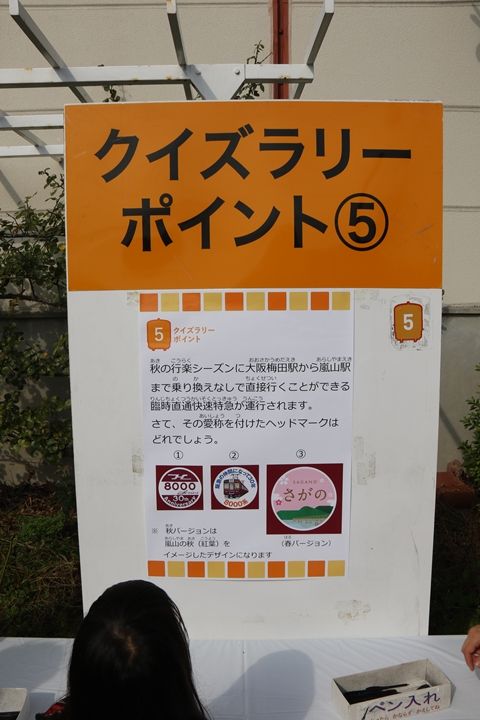 クイズラリー
ポイント⑤
5
クイズラリー
ポイント
5
秋の行楽シーズンに大阪梅田駅から嵐山駅
まで乗り換えなしで直接行くことができる
臨時直通快速特急が運行されます。
さて、その愛称を付けたヘッドマークは
どれでしょう。
① ② ③
8000
30th
8000系
SAGANO
さがの
※ 秋バージョンは
嵐山の秋（紅葉）を
イメージしたデザインになります
（春バージョン）
ペン入れ